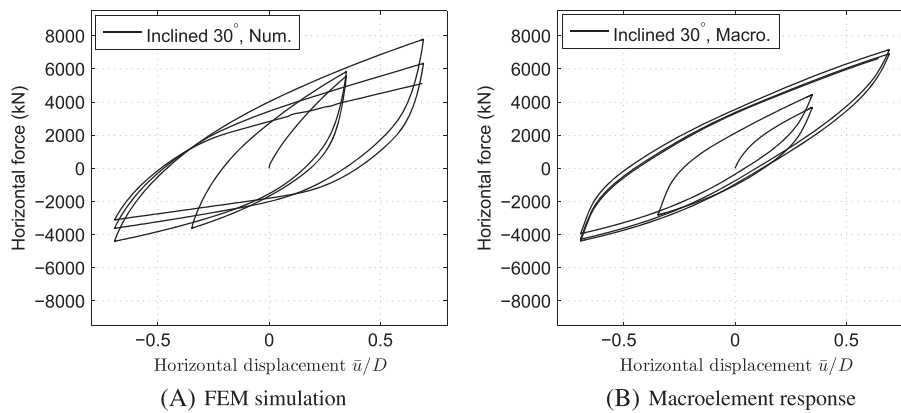 Inclined 30°, Num.
8000
6000
4000
2000
0
−2000
−4000
−6000
−8000
Horizontal force (kN)
−0.5 0 0.5
Horizontal displacement ū/D
(A) FEM simulation
Inclined 30°, Macro.
8000
6000
4000
2000
0
−2000
−4000
−6000
−8000
Horizontal force (kN)
−0.5 0 0.5
Horizontal displacement ū/D
(B) Macroelement response